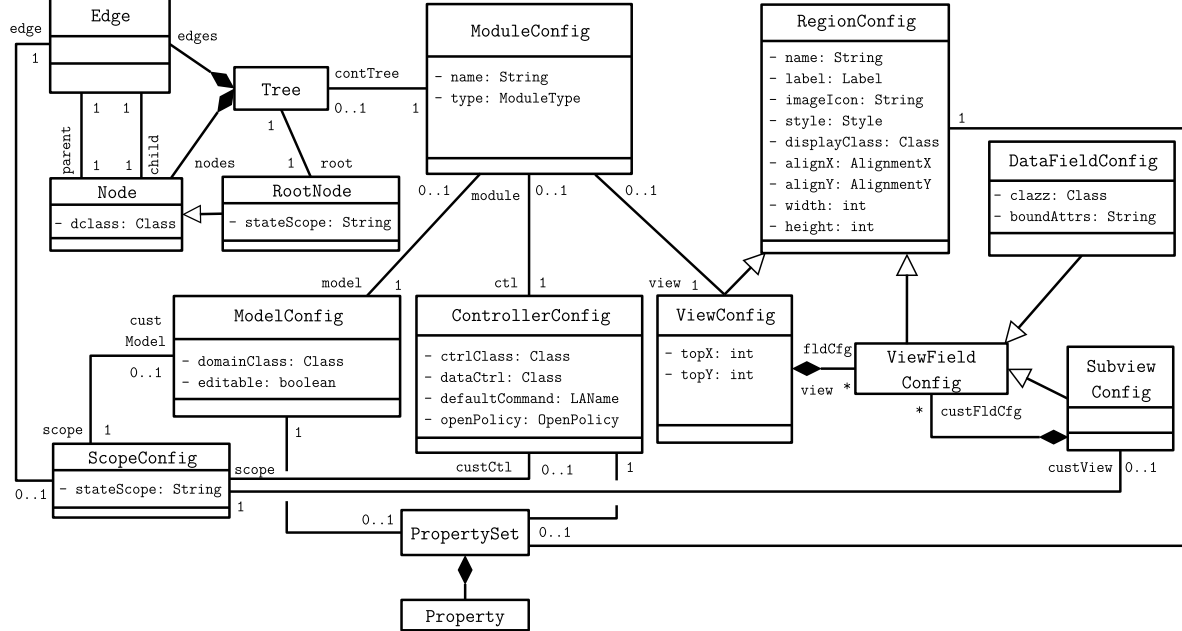 Edge
edge
1
edges
1
1
parent
child
1
1
Node
- dclass: Class
Tree
nodes
1
1
root
RootNode
- stateScope: String
contTree
0..1
1
ModuleConfig
- name: String
- type: ModuleType
0..1
module
0..1
0..1
RegionConfig
- name: String
- label: Label
- imageIcon: String
- style: Style
- displayClass: Class
- alignX: AlignmentX
- alignY: AlignmentY
- width: int
- height: int
1
DataFieldConfig
- clazz: Class
- boundAttrs: String
model
1
ctl
1
view
1
cust
Model
0..1
ModelConfig
- domainClass: Class
- editable: boolean
1
ControllerConfig
- ctrlClass: Class
- dataCtrl: Class
- defaultCommand: LAName
- openPolicy: OpenPolicy
custCtl
0..1
1
ViewConfig
- topX: int
- topY: int
fldCfg
view
*
ViewField
Config
*
custFldCfg
Subview
Config
custView
0..1
scope
1
ScopeConfig
- stateScope: String
0..1
scope
1
0..1
PropertySet
0..1
Property